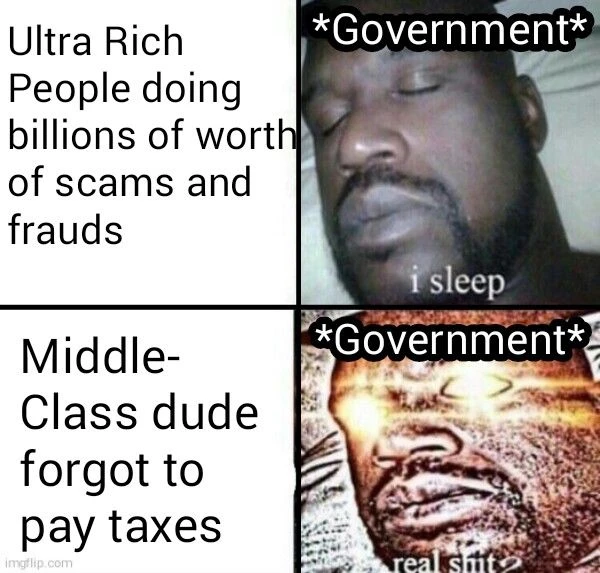 Ultra Rich
People doing
billions of worth
of scams and
frauds
*Government*
i sleep
Middle-
Class dude
forgot to
pay taxes
*Government*
real shit?
imgflip.com